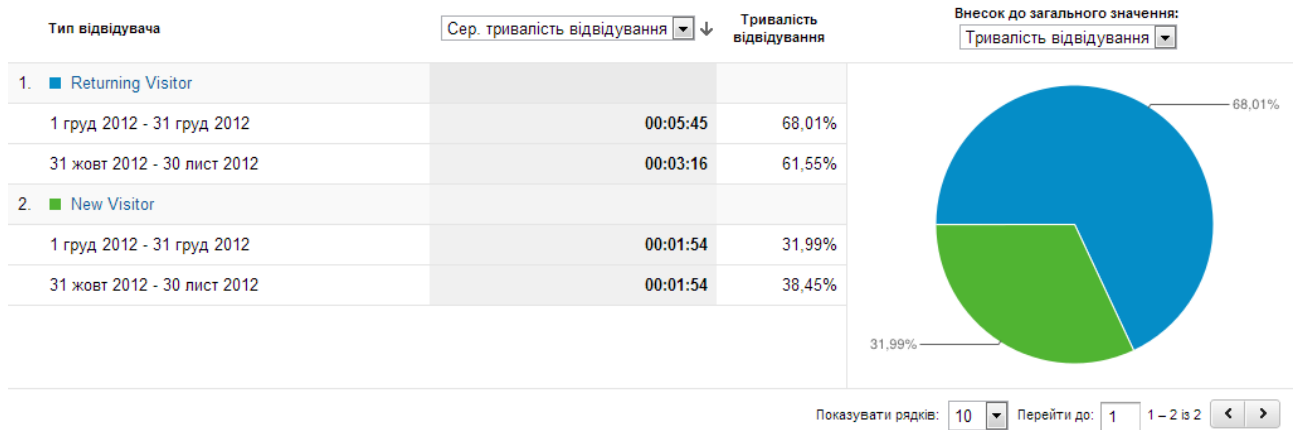 Тип відвідувача
Сер. тривалість відвідування
Тривалість відвідування
Внесок до загального значення:
Тривалість відвідування
1. Returning Visitor
1 груд 2012 - 31 груд 2012 00:05:45 68,01%
31 жовт 2012 - 30 лист 2012 00:03:16 61,55%
2. New Visitor
1 груд 2012 - 31 груд 2012 00:01:54 31,99%
31 жовт 2012 - 30 лист 2012 00:01:54 38,45%
68,01%
31,99%
Показувати рядків: 10 Перейти до: 1 1 – 2 із 2